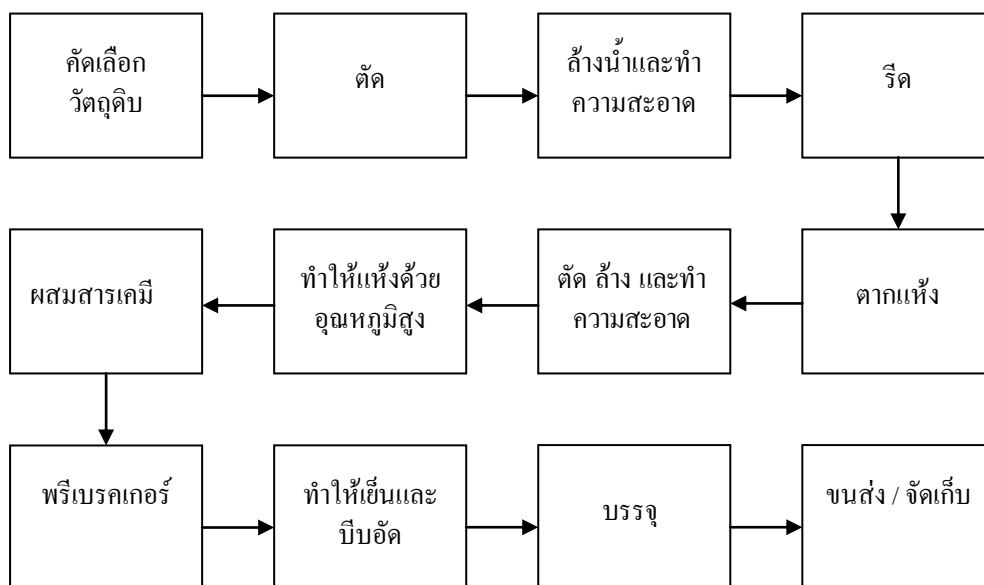 คัดเลือก
วัตถุดิบ
ตัด
ล้างน้ำและทำ
ความสะอาด
รีด
ตากแห้ง
ตัด ล้าง และทำ
ความสะอาด
ทำให้แห้งด้วย
อุณหภูมิสูง
ผสมสารเคมี
พรีเบรคเกอร์
ทำให้เย็นและ
บีบอัด
บรรจุ
ขนส่ง / จัดเก็บ